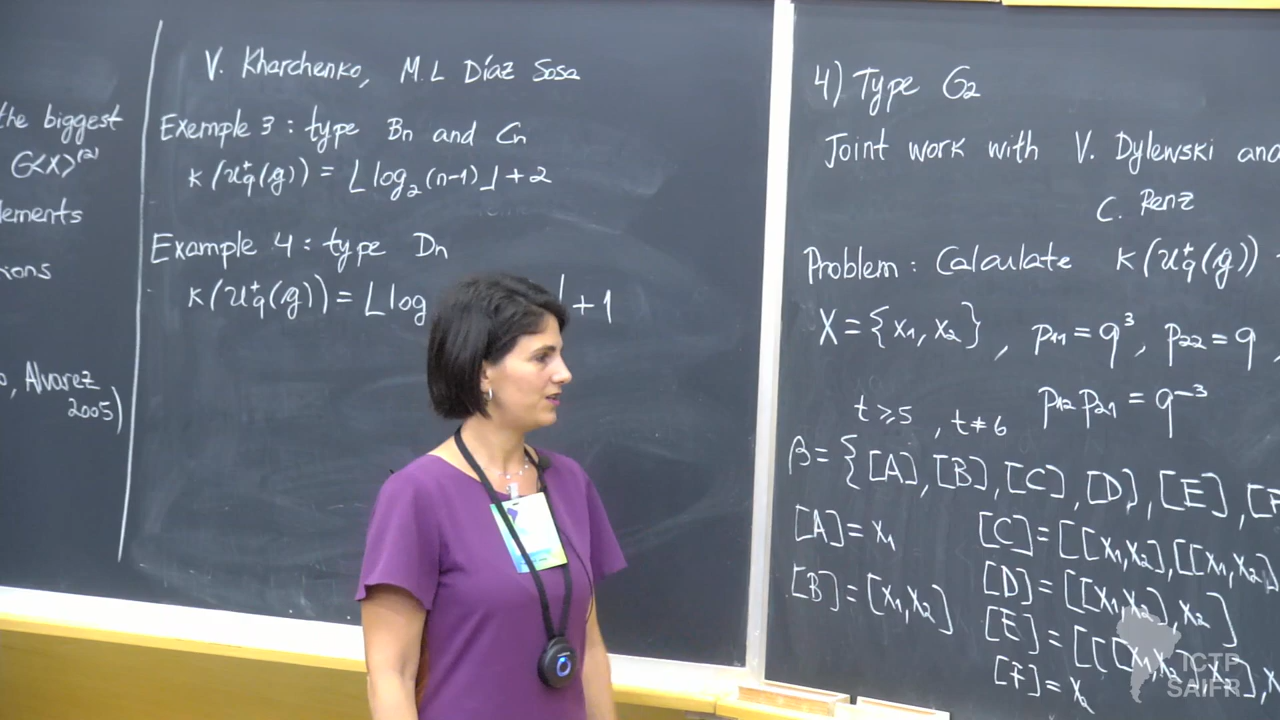 the biggest
G<X>⁽²⁾
lements
ions
Alvarez
2005)
V. Kharchenko, M.L Díaz Sosa
Exemple 3 : type Bn and Cn
κ(u_q^+(g)) = ⌊log₂(n-1)⌋+2
Example 4 : type Dn
κ(u_q^+(g)) = ⌊log ⌋+1
4) Type G₂
Joint work with V. Dylewski and
C. Renz
Problem : Calculate κ(u_q^+(g))
X={x₁, x₂}, p₁₁=q³, p₂₂=q,
p₁₂p₂₁=q⁻³
t≥5, t≠6
β={[A],[B],[C],[D],[E],[F
[A]=x₁
[B]=[x₁,x₂]
[C]=[[x₁,x₂],[[x₁,x₂]
[D]=[[x₁,x₂],x₂]
[E]=[[[x₁,x₂],x₂],x
[F]=x₂
ICTP
SAIFR